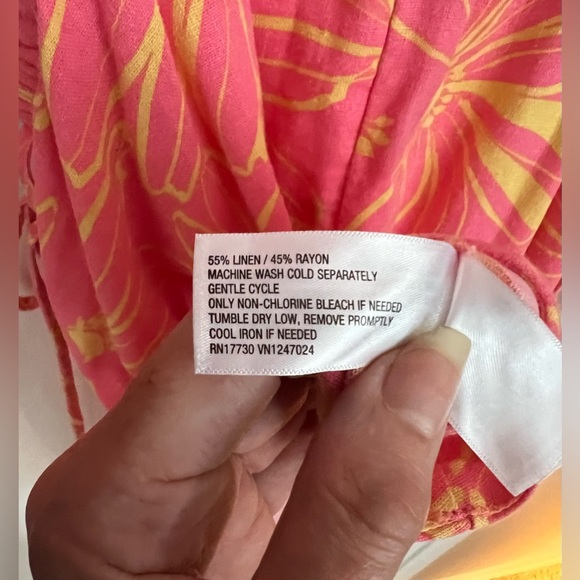 55% LINEN / 45% RAYON
MACHINE WASH COLD SEPARATELY
GENTLE CYCLE
ONLY NON-CHLORINE BLEACH IF NEEDED
TUMBLE DRY LOW, REMOVE PROMPTLY
COOL IRON IF NEEDED
RN17730 VN1247024